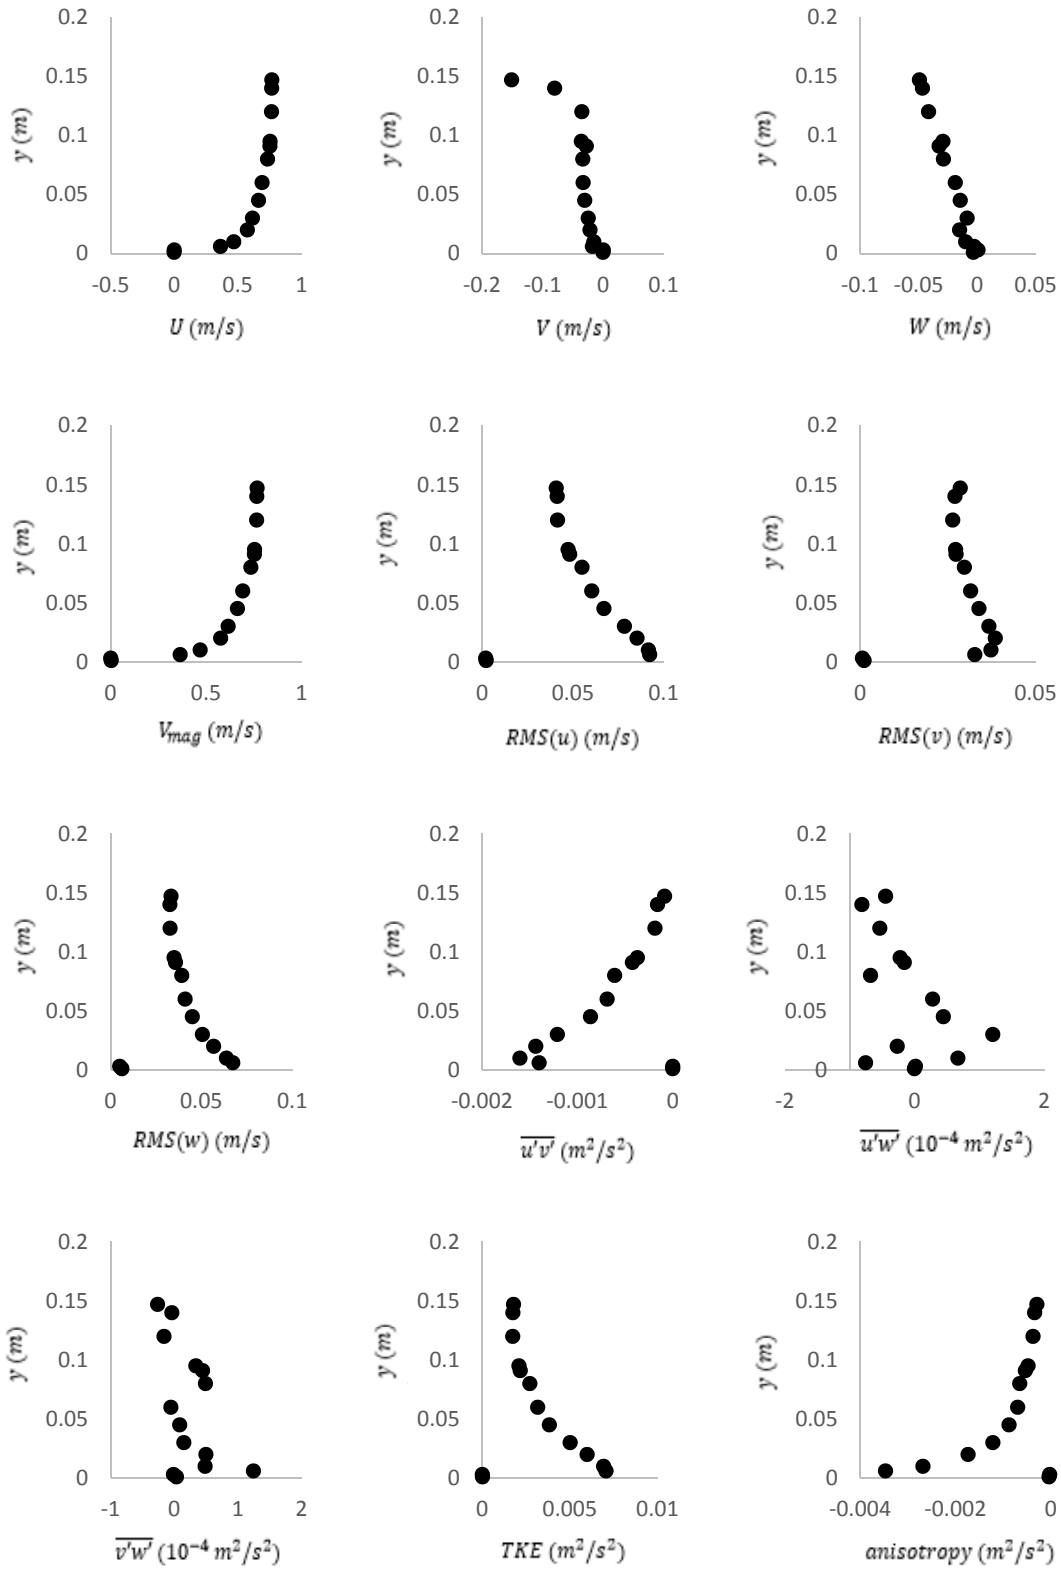 0.2 0.2 0.2
0.15 0.15 0.15
y (m) y (m) y (m)
0.1 0.1 0.1
0.05 0.05 0.05
0 0 0
-0.5 0 0.5 1 -0.2 -0.1 0 0.1 -0.1 -0.05 0 0.05
U (m/s) V (m/s) W (m/s)
0.2 0.2 0.2
0.15 0.15 0.15
y (m) y (m) y (m)
0.1 0.1 0.1
0.05 0.05 0.05
0 0 0
0 0.5 1 0 0.05 0.1 0 0.05
V_mag (m/s) RMS(u) (m/s) RMS(v) (m/s)
0.2 0.2 0.2
0.15 0.15 0.15
y (m) y (m) y (m)
0.1 0.1 0.1
0.05 0.05 0.05
0 0 0
0 0.05 0.1 -0.002 -0.001 0 -2 0 2
RMS(w) (m/s) u'v' (m²/s²) u'w' (10⁻⁴ m²/s²)
0.2 0.2 0.2
0.15 0.15 0.15
y (m) y (m) y (m)
0.1 0.1 0.1
0.05 0.05 0.05
0 0 0
-1 0 1 2 0 0.005 0.01 -0.004 -0.002 0
v'w' (10⁻⁴ m²/s²) TKE (m²/s²) anisotropy (m²/s²)